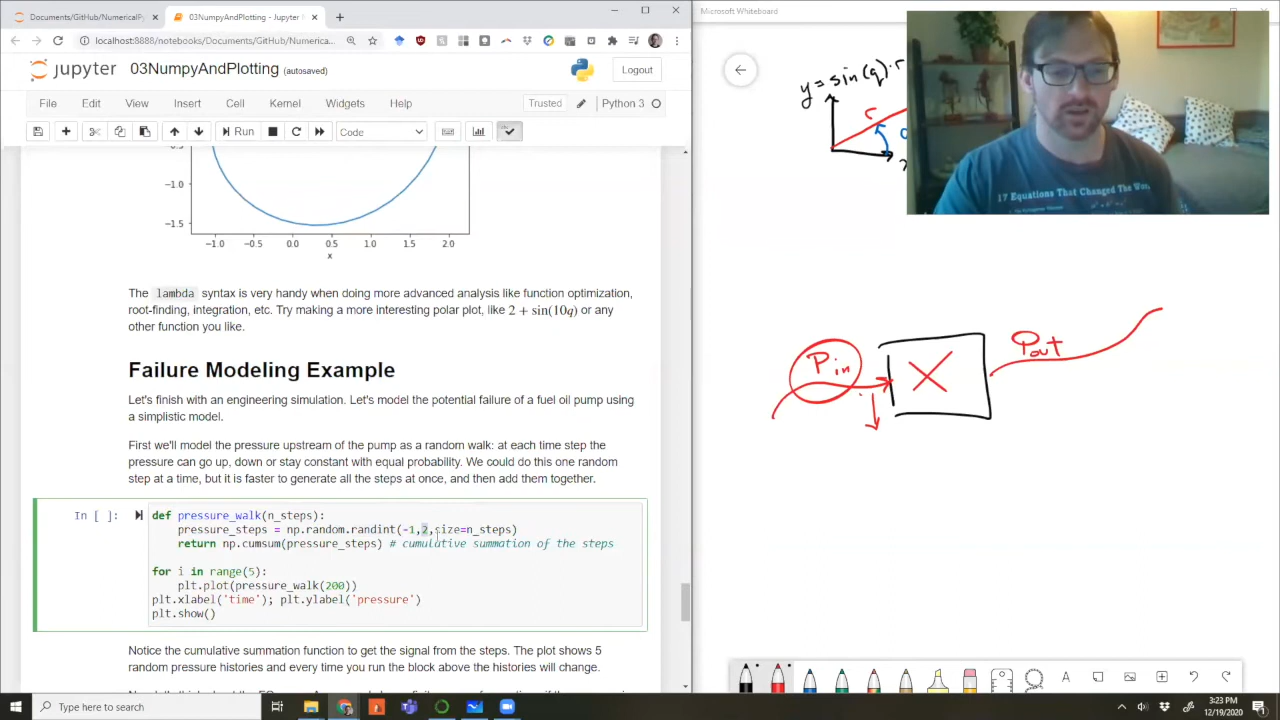 Documents/GitHub/NumericalP
03NumpyAndPlotting - Jupyter
Microsoft Whiteboard
localhost:8888/notebooks/Documents/GitHub/Numerica...
jupyter 03NumpyAndPlotting (autosaved)
Logout
File Edit View Insert Cell Kernel Widgets Help
Trusted
Python 3
Run
Code
y = sin(q)·r
r
17 Equations That Changed The World
−1.0
−1.5
−1.0 −0.5 0.0 0.5 1.0 1.5 2.0
x
The lambda syntax is very handy when doing more advanced analysis like function optimization,
root-finding, integration, etc. Try making a more interesting polar plot, like 2 + sin(10q) or any
other function you like.
Failure Modeling Example
Let's finish with an engineering simulation. Let's model the potential failure of a fuel oil pump using
a simplistic model.
First we'll model the pressure upstream of the pump as a random walk: at each time step the
pressure can go up, down or stay constant with equal probability. We could do this one random
step at a time, but it is faster to generate all the steps at once, and then add them together.
In [ ]:
def pressure_walk(n_steps):
pressure_steps = np.random.randint(-1,2,size=n_steps)
return np.cumsum(pressure_steps) # cumulative summation of the steps
for i in range(5):
plt.plot(pressure_walk(200))
plt.xlabel('time'); plt.ylabel('pressure')
plt.show()
Notice the cumulative summation function to get the signal from the steps. The plot shows 5
random pressure histories and every time you run the block above the histories will change.
Pin
Pout
Type here to search
3:23 PM
12/19/2020